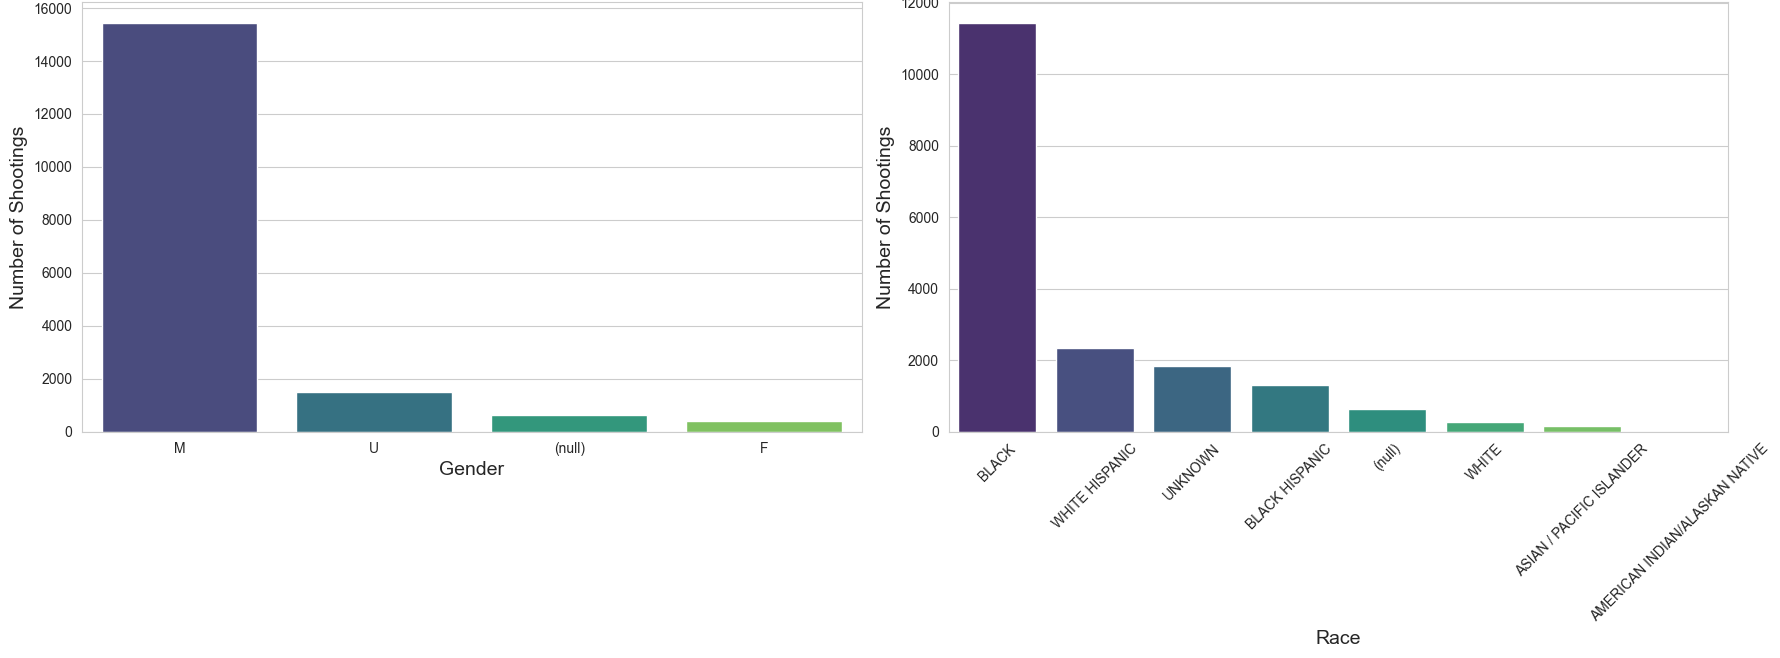 16000
14000
12000
10000
8000
6000
4000
2000
0
Number of Shootings
M U (null) F
Gender
12000
10000
8000
6000
4000
2000
0
Number of Shootings
BLACK
WHITE HISPANIC
UNKNOWN
BLACK HISPANIC
(null)
WHITE
ASIAN / PACIFIC ISLANDER
AMERICAN INDIAN/ALASKAN NATIVE
Race